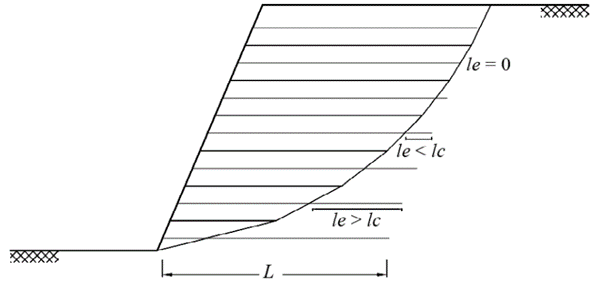 le = 0
le < lc
le > lc
L